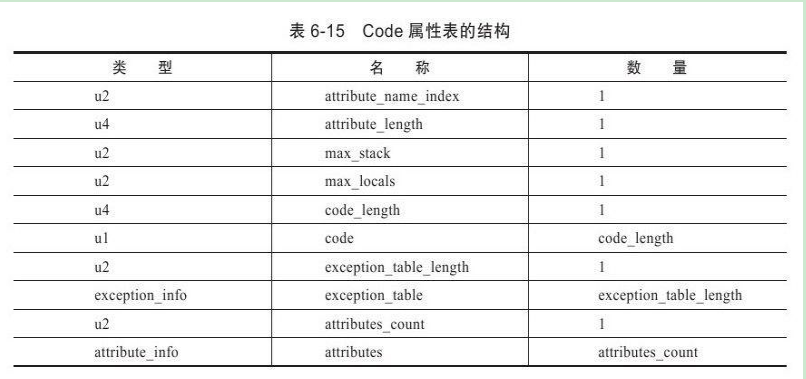 表 6-15 Code 属性表的结构
类 型 名 称 数 量
u2 attribute_name_index 1
u4 attribute_length 1
u2 max_stack 1
u2 max_locals 1
u4 code_length 1
u1 code code_length
u2 exception_table_length 1
exception_info exception_table exception_table_length
u2 attributes_count 1
attribute_info attributes attributes_count